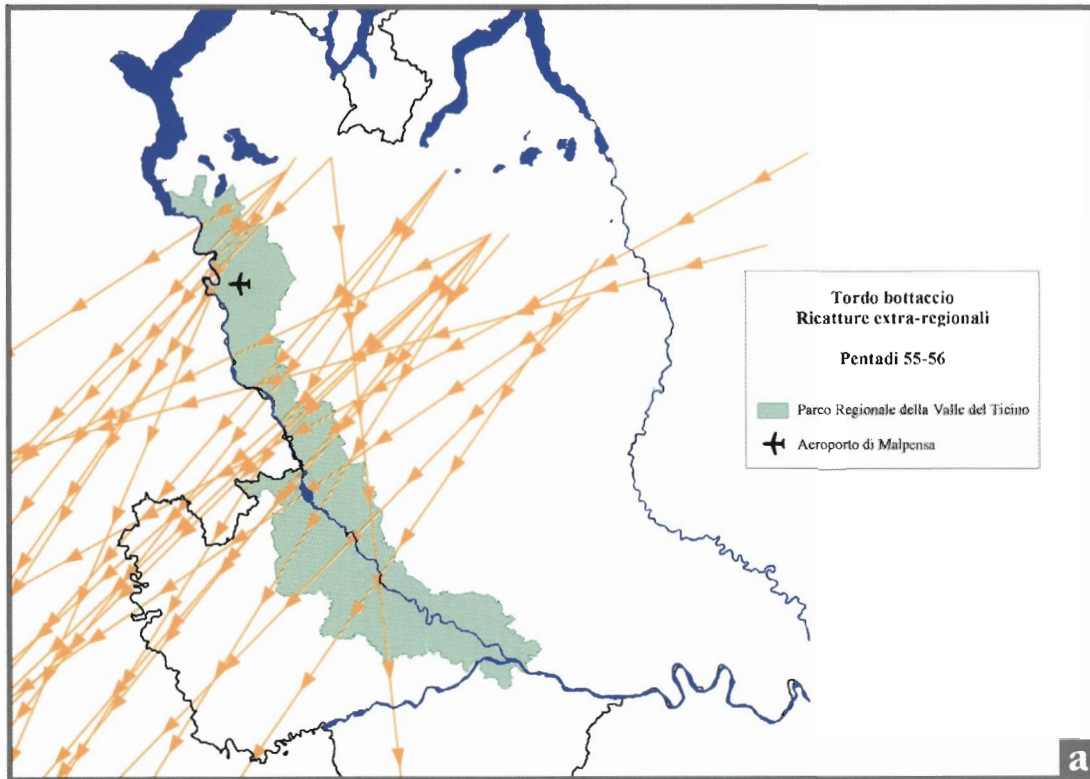 Tordo bottaccio
Ricatture extra-regionali
Pentadi 55-56
Parco Regionale della Valle del Ticino
Aeroporto di Malpensa
a